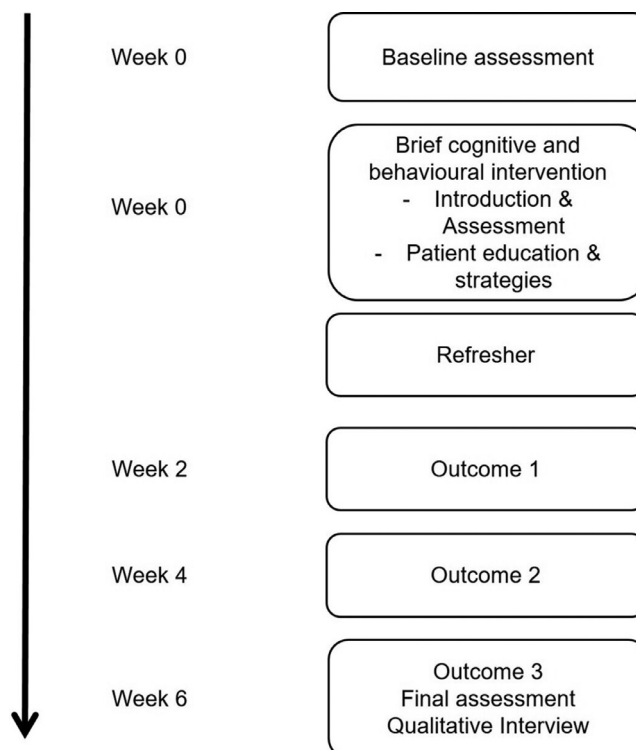 Week 0
Baseline assessment
Week 0
Brief cognitive and
behavioural intervention
- Introduction &
Assessment
- Patient education &
strategies
Refresher
Week 2
Outcome 1
Week 4
Outcome 2
Week 6
Outcome 3
Final assessment
Qualitative Interview